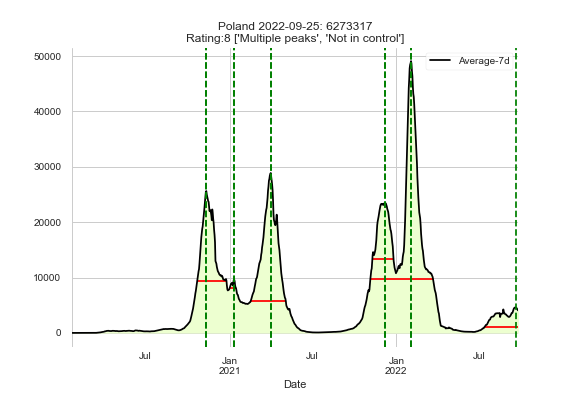 Poland 2022-09-25: 6273317
Rating:8 ['Multiple peaks', 'Not in control']
Average-7d
50000
40000
30000
20000
10000
0
Jul
Jan
2021
Jul
Jan
2022
Jul
Date